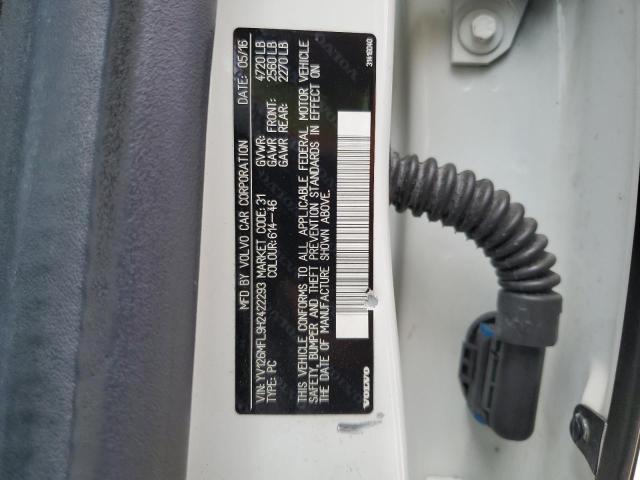 MFD BY VOLVO CAR CORPORATION DATE: 05/16
VIN: YV126MFL9H2422293 MARKET CODE: 31 GVWR: 4720 LB
TYPE: PC COLOUR: 614-46 GAWR FRONT: 2560 LB
GAWR REAR: 2270 LB
THIS VEHICLE CONFORMS TO ALL APPLICABLE FEDERAL MOTOR VEHICLE
SAFETY, BUMPER AND THEFT PREVENTION STANDARDS IN EFFECT ON
THE DATE OF MANUFACTURE SHOWN ABOVE.
VOLVO